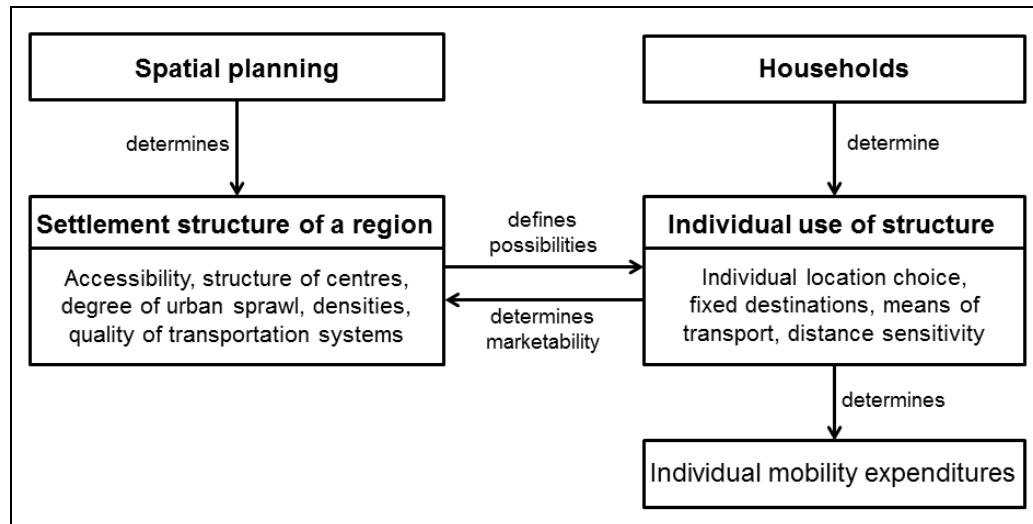 Spatial planning
Households
determines
determine
Settlement structure of a region
Accessibility, structure of centres,
degree of urban sprawl, densities,
quality of transportation systems
defines
possibilities
determines
marketability
Individual use of structure
Individual location choice,
fixed destinations, means of
transport, distance sensitivity
determines
Individual mobility expenditures